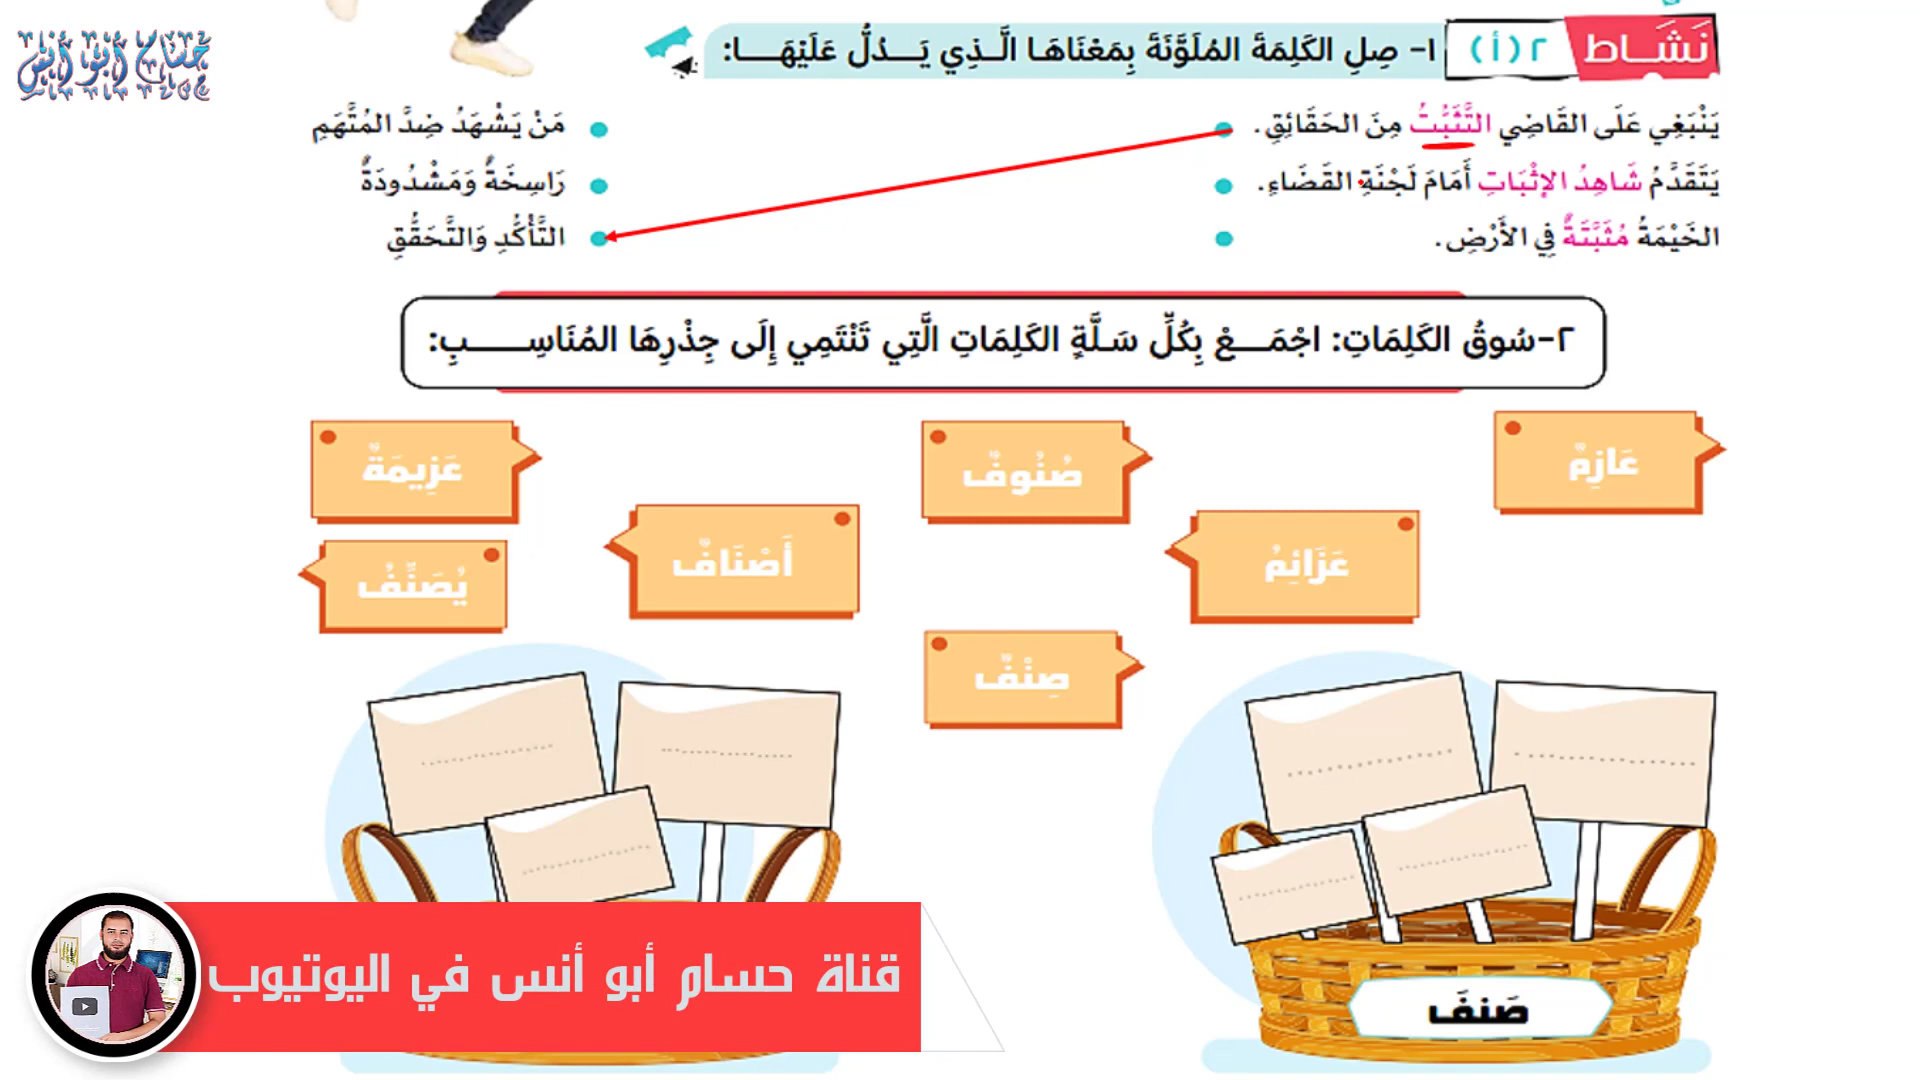 حسام أبو أنس
نَشَاط ٢ (أ) ١- صِلِ الكَلِمَةَ المُلَوَّنَةَ بِمَعْنَاهَا الَّذِي يَدُلُّ عَلَيْهَا:
يَنْبَغِي عَلَى القَاضِي التَّثَبُّتُ مِنَ الحَقَائِقِ. مَنْ يَشْهَدُ ضِدَّ المُتَّهَمِ
يَتَقَدَّمُ شَاهِدُ الإِثْبَاتِ أَمَامَ لَجْنَةِ القَضَاءِ. رَاسِخَةٌ وَمَشْدُودَةٌ
الخَيْمَةُ مُثَبَّتَةٌ فِي الأَرْضِ. التَّأَكُّدِ وَالتَّحَقُّقِ
٢-سُوقُ الكَلِمَاتِ: اجْمَعْ بِكُلِّ سَلَّةٍ الكَلِمَاتِ الَّتِي تَنْتَمِي إِلَى جِذْرِهَا المُنَاسِبِ:
عَازِمٌ
صُنُوفٌ
عَزِيمَةٌ
عَزَائِمُ
أَصْنَافٌ
يُصَنِّفُ
صِنْفٌ
صَنفَ
قناة حسام أبو أنس في اليوتيوب